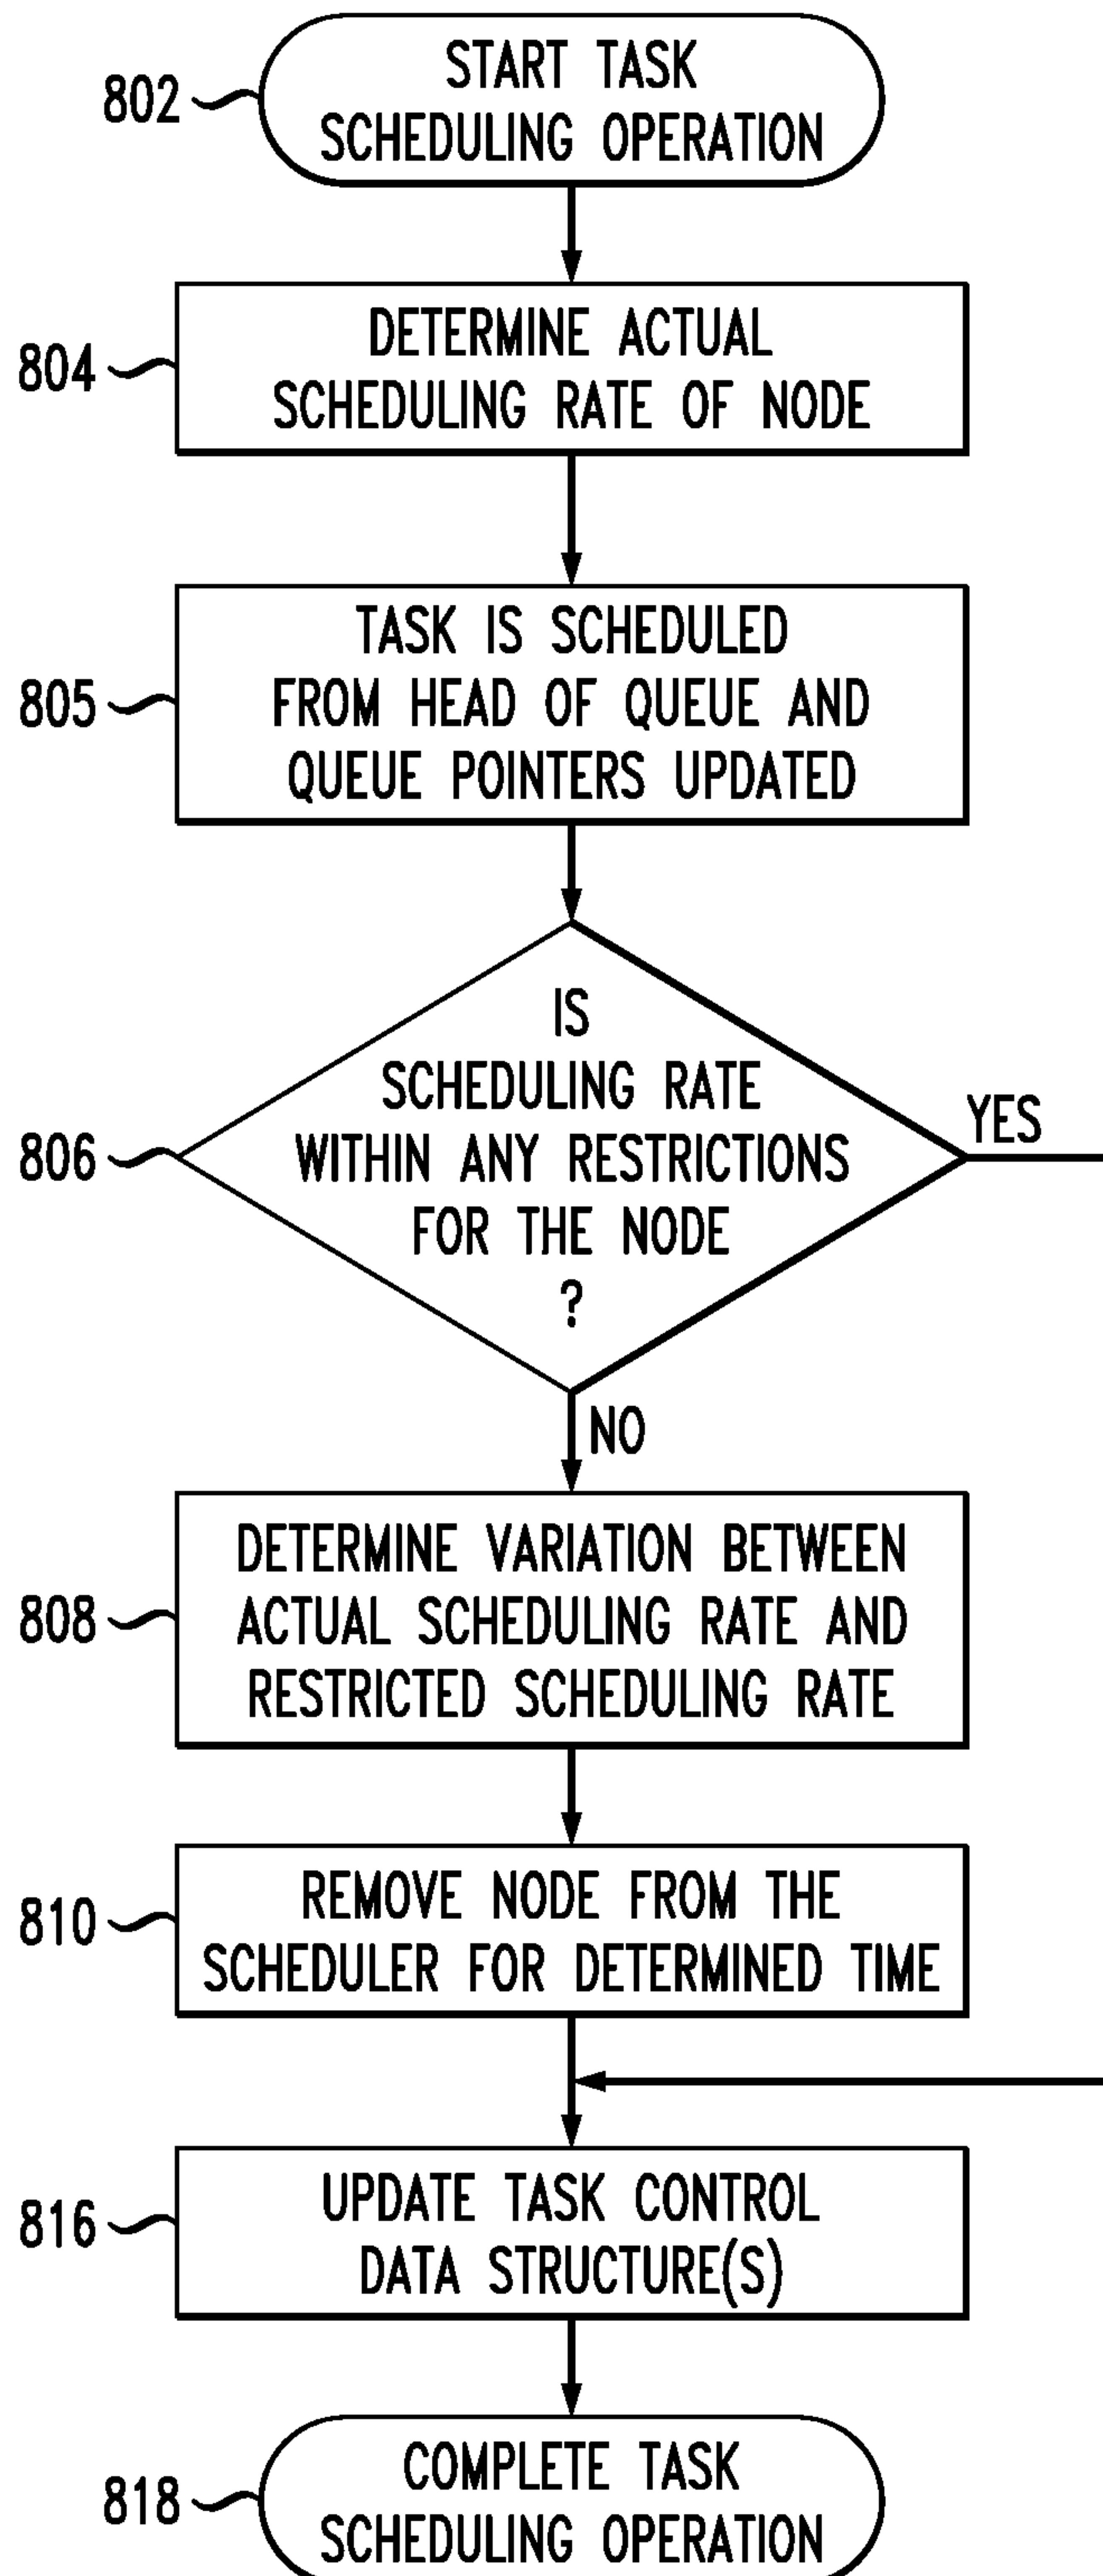 802
START TASK
SCHEDULING OPERATION
804
DETERMINE ACTUAL
SCHEDULING RATE OF NODE
805
TASK IS SCHEDULED
FROM HEAD OF QUEUE AND
QUEUE POINTERS UPDATED
806
IS
SCHEDULING RATE
WITHIN ANY RESTRICTIONS
FOR THE NODE
?
YES
NO
808
DETERMINE VARIATION BETWEEN
ACTUAL SCHEDULING RATE AND
RESTRICTED SCHEDULING RATE
810
REMOVE NODE FROM THE
SCHEDULER FOR DETERMINED TIME
816
UPDATE TASK CONTROL
DATA STRUCTURE(S)
818
COMPLETE TASK
SCHEDULING OPERATION